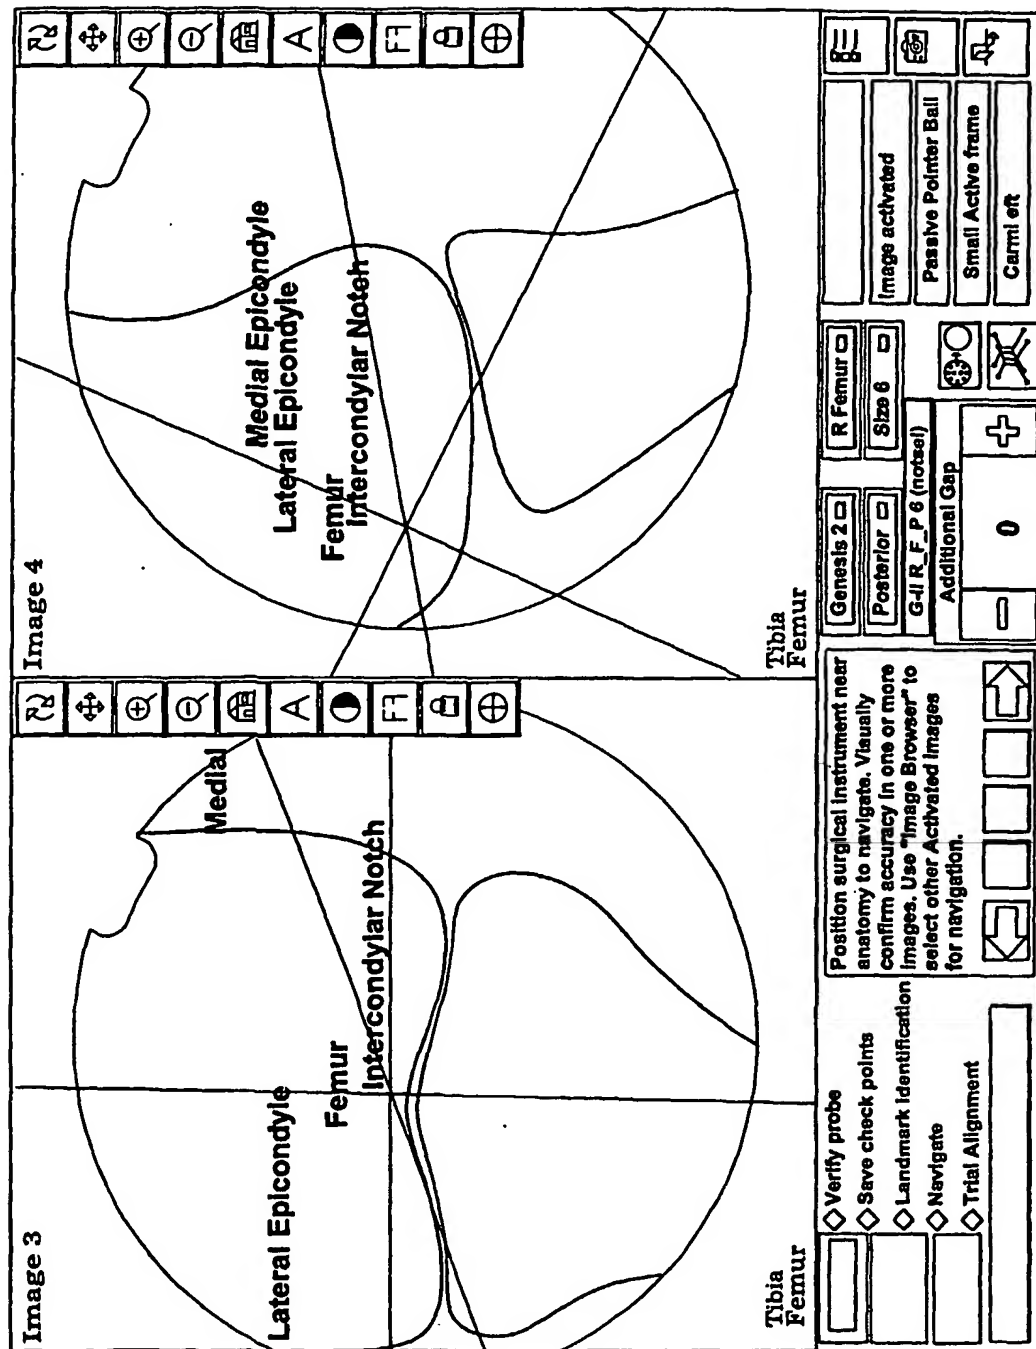 Image 3
Medial
Lateral Epicondyle
Femur
Intercondylar Notch
Tibia
Femur
Image 4
Medial Epicondyle
Lateral Epicondyle
Femur
Intercondylar Notch
Tibia
Femur
A
A
Verify probe
Save check points
Landmark Identification
Navigate
Trial Alignment
Position surgical instrument near
anatomy to navigate. Visually
confirm accuracy in one or more
images. Use "Image Browser" to
select other Activated Images
for navigation.
Genesis 2
R Femur
Posterior
Size 6
G-II R_F_P 6 (notsel)
Additional Gap
0
Image activated
Passive Pointer Ball
Small Active frame
Carml eft